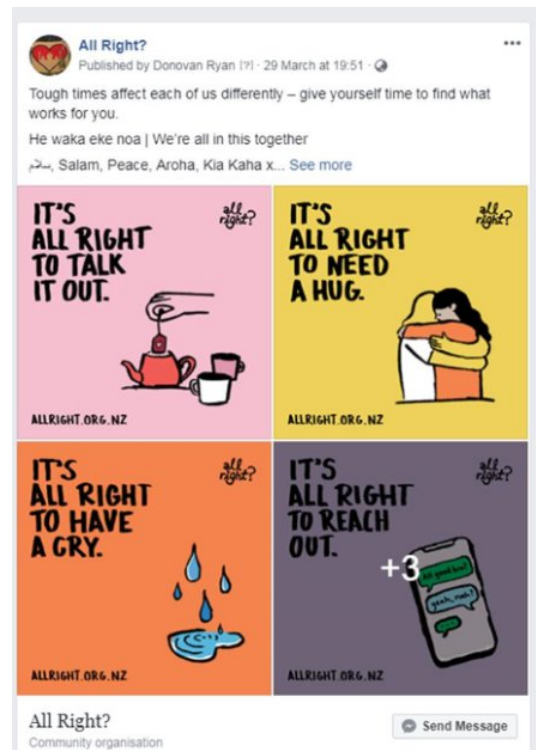 All Right?
Published by Donovan Ryan [?] · 29 March at 19:51 ·
Tough times affect each of us differently – give yourself time to find what
works for you.
He waka eke noa | We're all in this together
سلام, Salam, Peace, Aroha, Kia Kaha x... See more
IT'S
ALL RIGHT
TO TALK
IT OUT.
all
right?
ALLRIGHT.ORG.NZ
IT'S
ALL RIGHT
TO NEED
A HUG.
all
right?
ALLRIGHT.ORG.NZ
IT'S
ALL RIGHT
TO HAVE
A CRY.
all
right?
ALLRIGHT.ORG.NZ
IT'S
ALL RIGHT
TO REACH
OUT.
all
right?
+3
All good bro?
yeah, nah!
ALLRIGHT.ORG.NZ
All Right?
Community organisation
Send Message